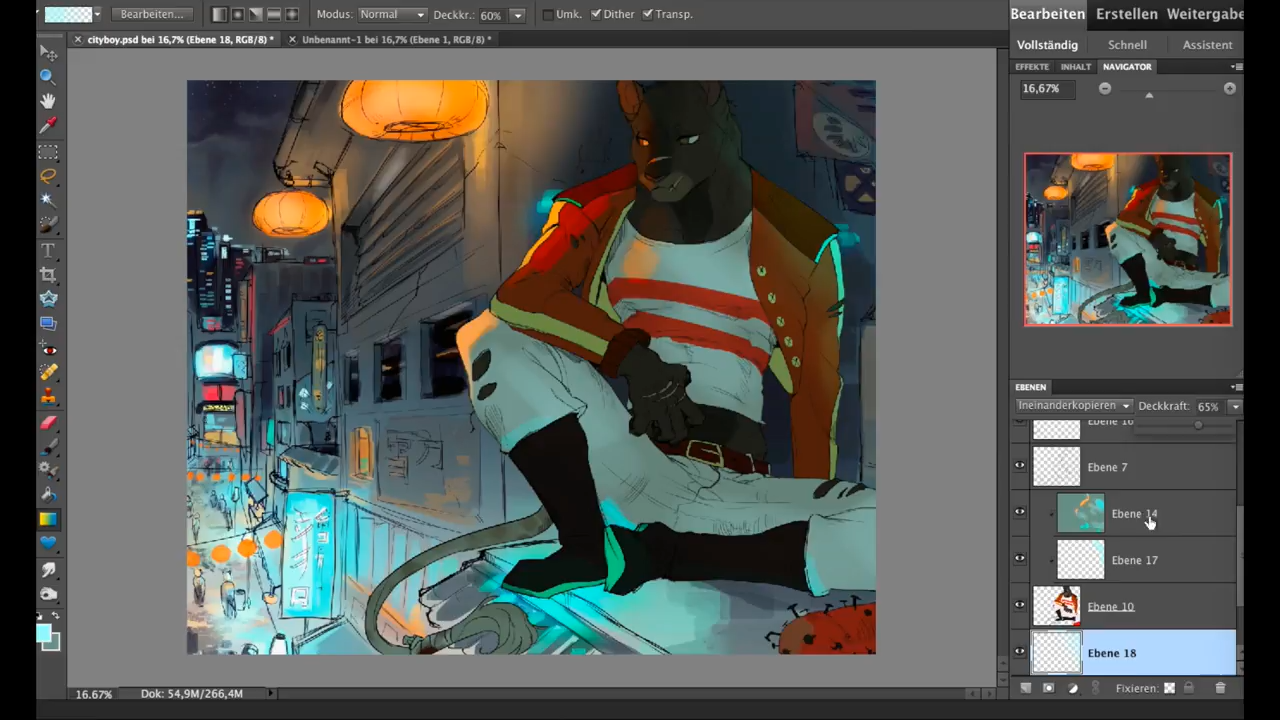 Bearbeiten...
Modus: Normal
Deckkr.: 60%
Umk.
Dither
Transp.
Bearbeiten
Erstellen
Weitergabe
cityboy.psd bei 16,7% (Ebene 18, RGB/8) *
Unbenannt-1 bei 16,7% (Ebene 1, RGB/8) *
Vollständig
Schnell
Assistent
EFFEKTE
INHALT
NAVIGATOR
16,67%
EBENEN
Ineinanderkopieren
Deckkraft: 65%
Ebene 16
Ebene 7
Ebene 14
Ebene 17
Ebene 10
Ebene 18
Fixieren:
16.67%
Dok: 54,9M/266,4M